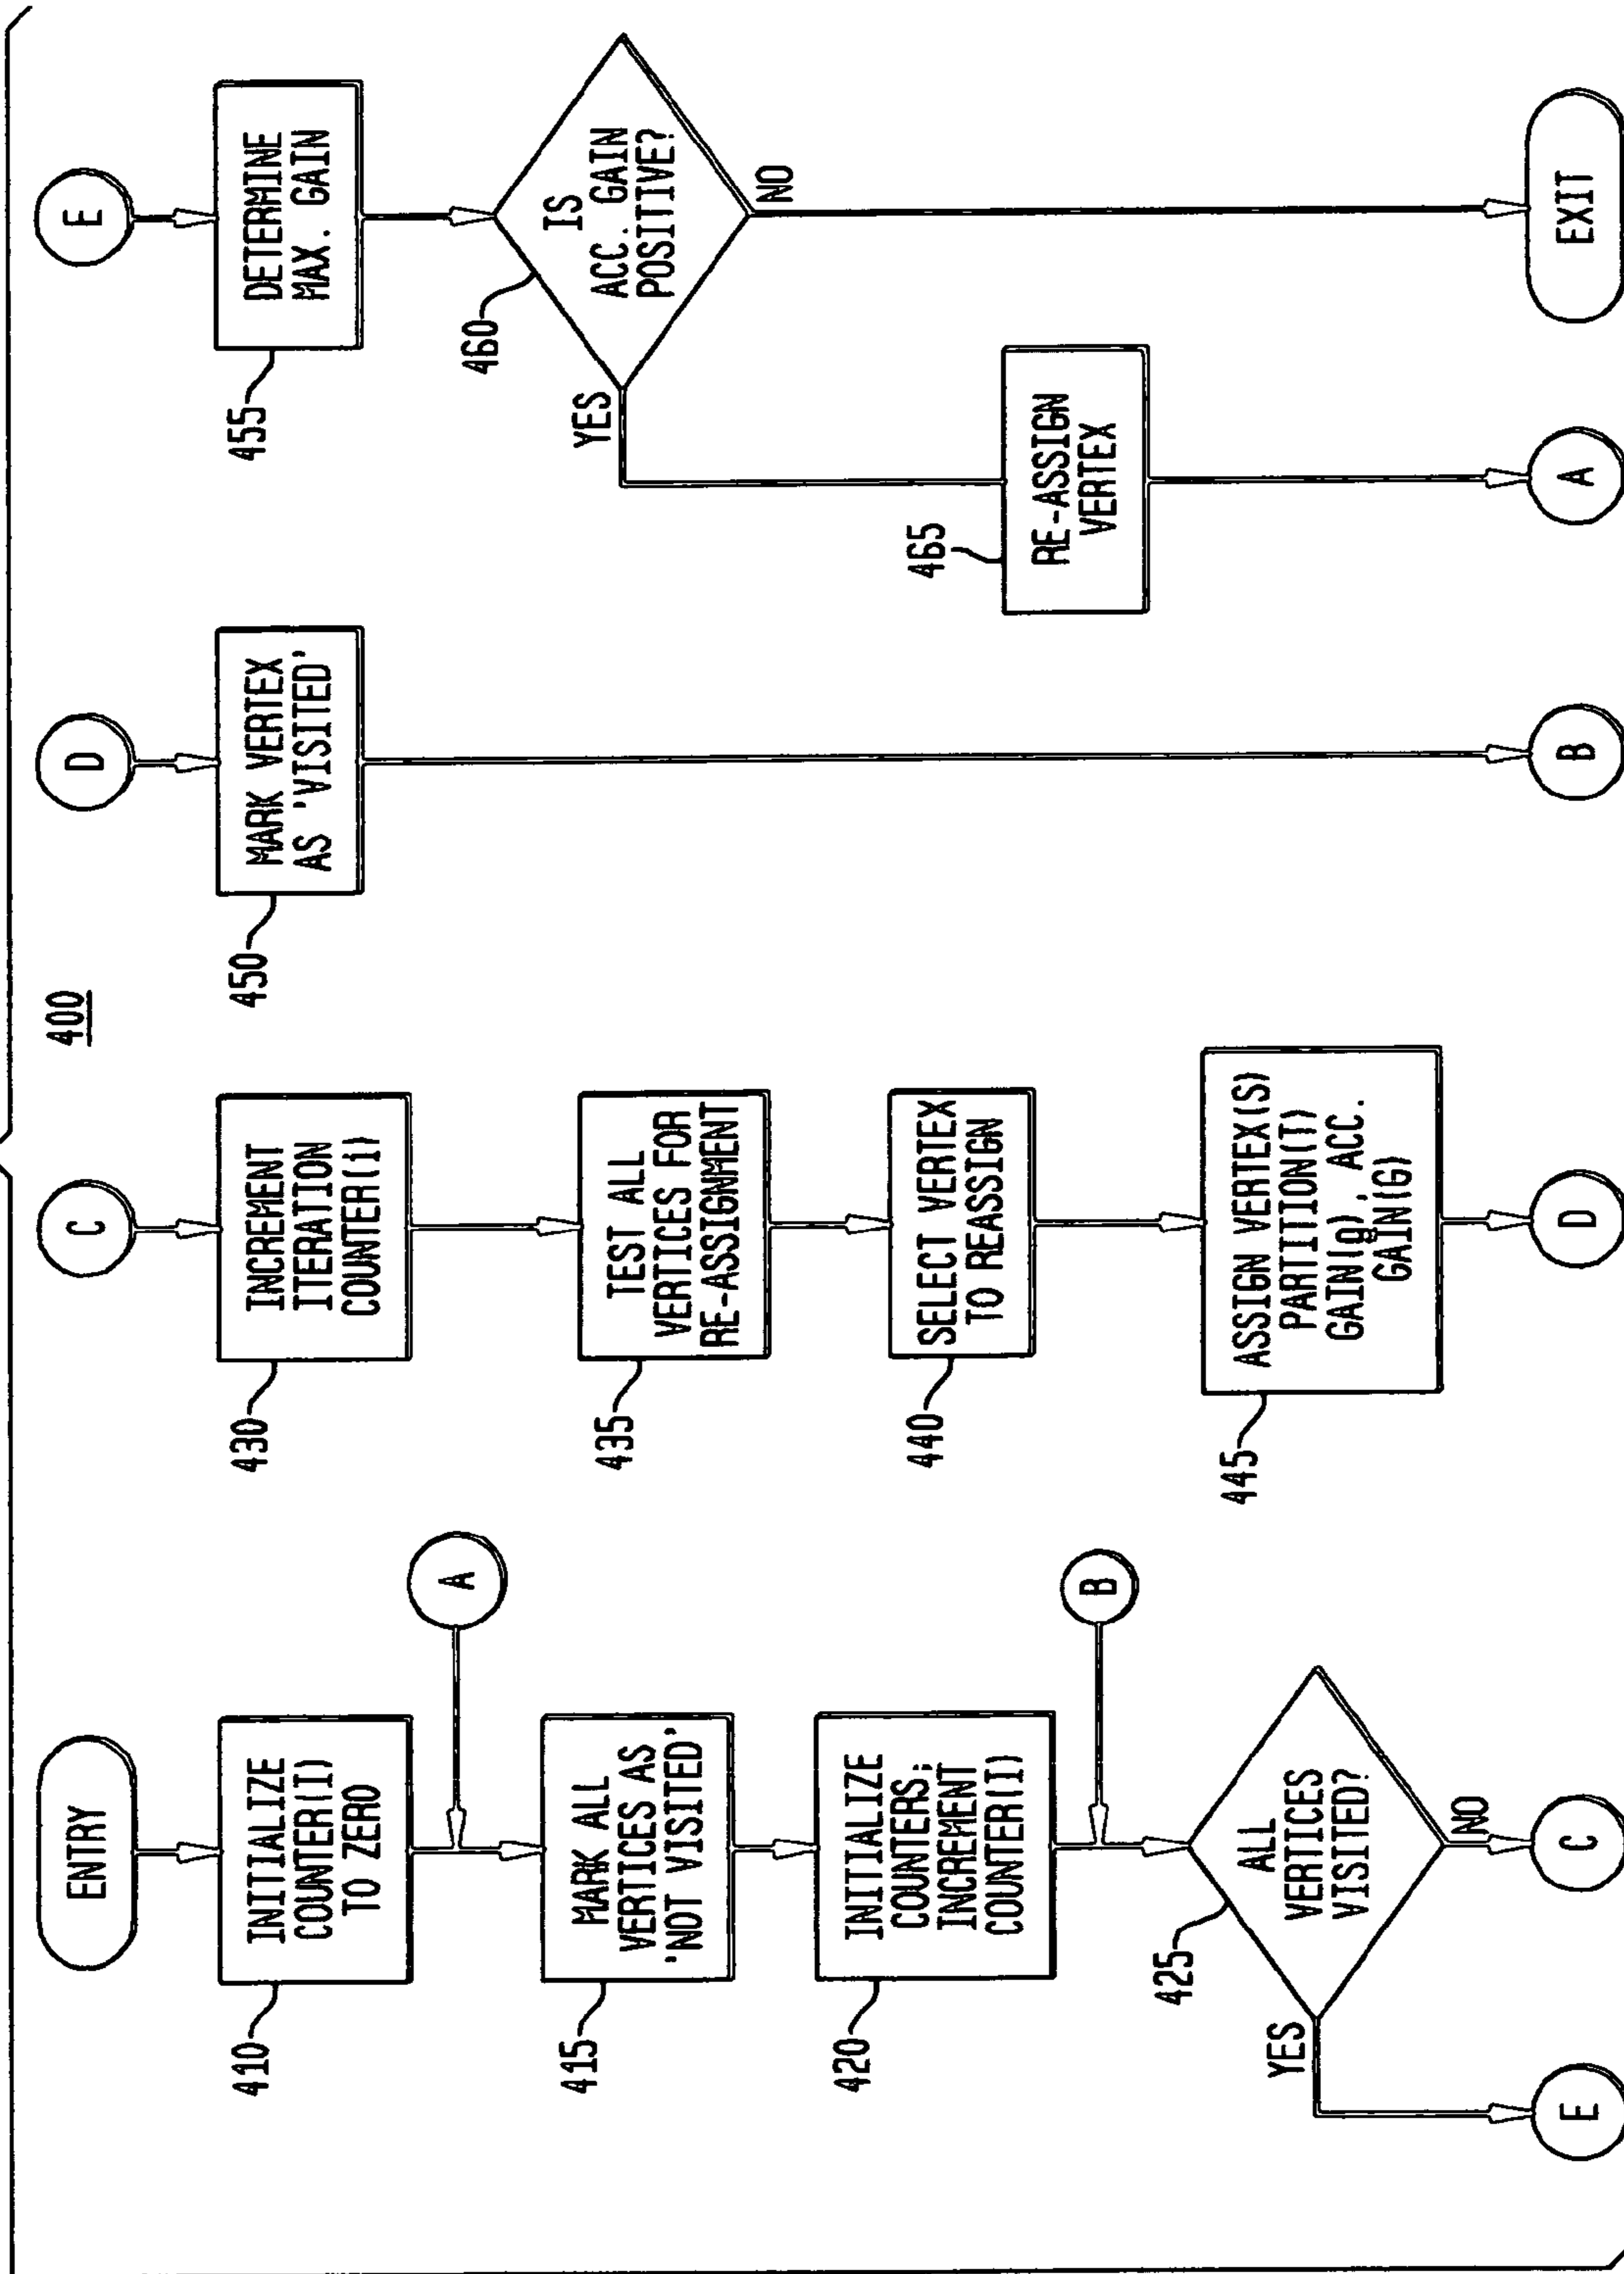 400
ENTRY
410
INITIALIZE
COUNTER(I)
TO ZERO
A
415
MARK ALL
VERTICES AS
'NOT VISITED'
420
INITIALIZE
COUNTERS;
INCREMENT
COUNTER(I)
B
425
ALL
VERTICES
VISITED?
YES
NO
E
C
C
430
INCREMENT
ITERATION
COUNTER(i)
435
TEST ALL
VERTICES FOR
RE-ASSIGNMENT
440
SELECT VERTEX
TO REASSIGN
445
ASSIGN VERTEX(S)
PARTITION(T)
GAIN(g), ACC.
GAIN(G)
D
D
450
MARK VERTEX
AS 'VISITED'
B
E
455
DETERMINE
MAX. GAIN
460
IS
ACC. GAIN
POSITIVE?
YES
NO
465
RE-ASSIGN
VERTEX
A
EXIT